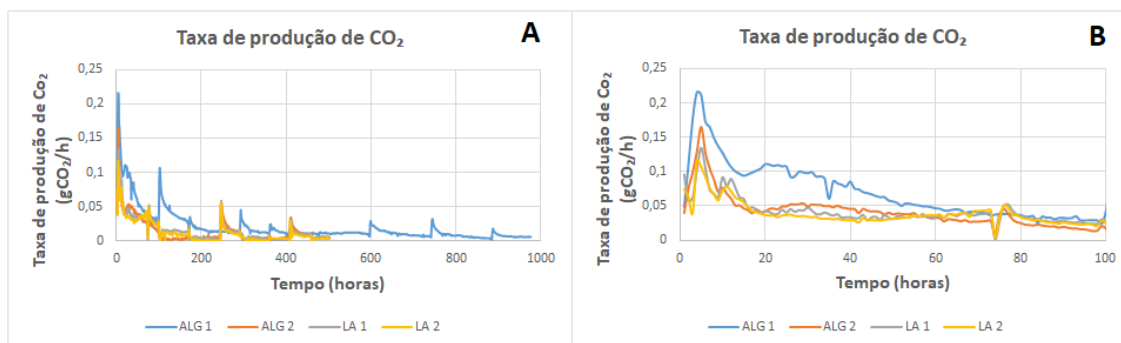 Taxa de produção de CO₂
A
Taxa de produção de Co₂
(gCO₂/h)
0,25
0,2
0,15
0,1
0,05
0
0 200 400 600 800 1000
Tempo (horas)
ALG 1 ALG 2 LA 1 LA 2
Taxa de produção de CO₂
B
Taxa de produção de Co₂
(gCO₂/h)
0,25
0,2
0,15
0,1
0,05
0
0 20 40 60 80 100
Tempo (horas)
ALG 1 ALG 2 LA 1 LA 2